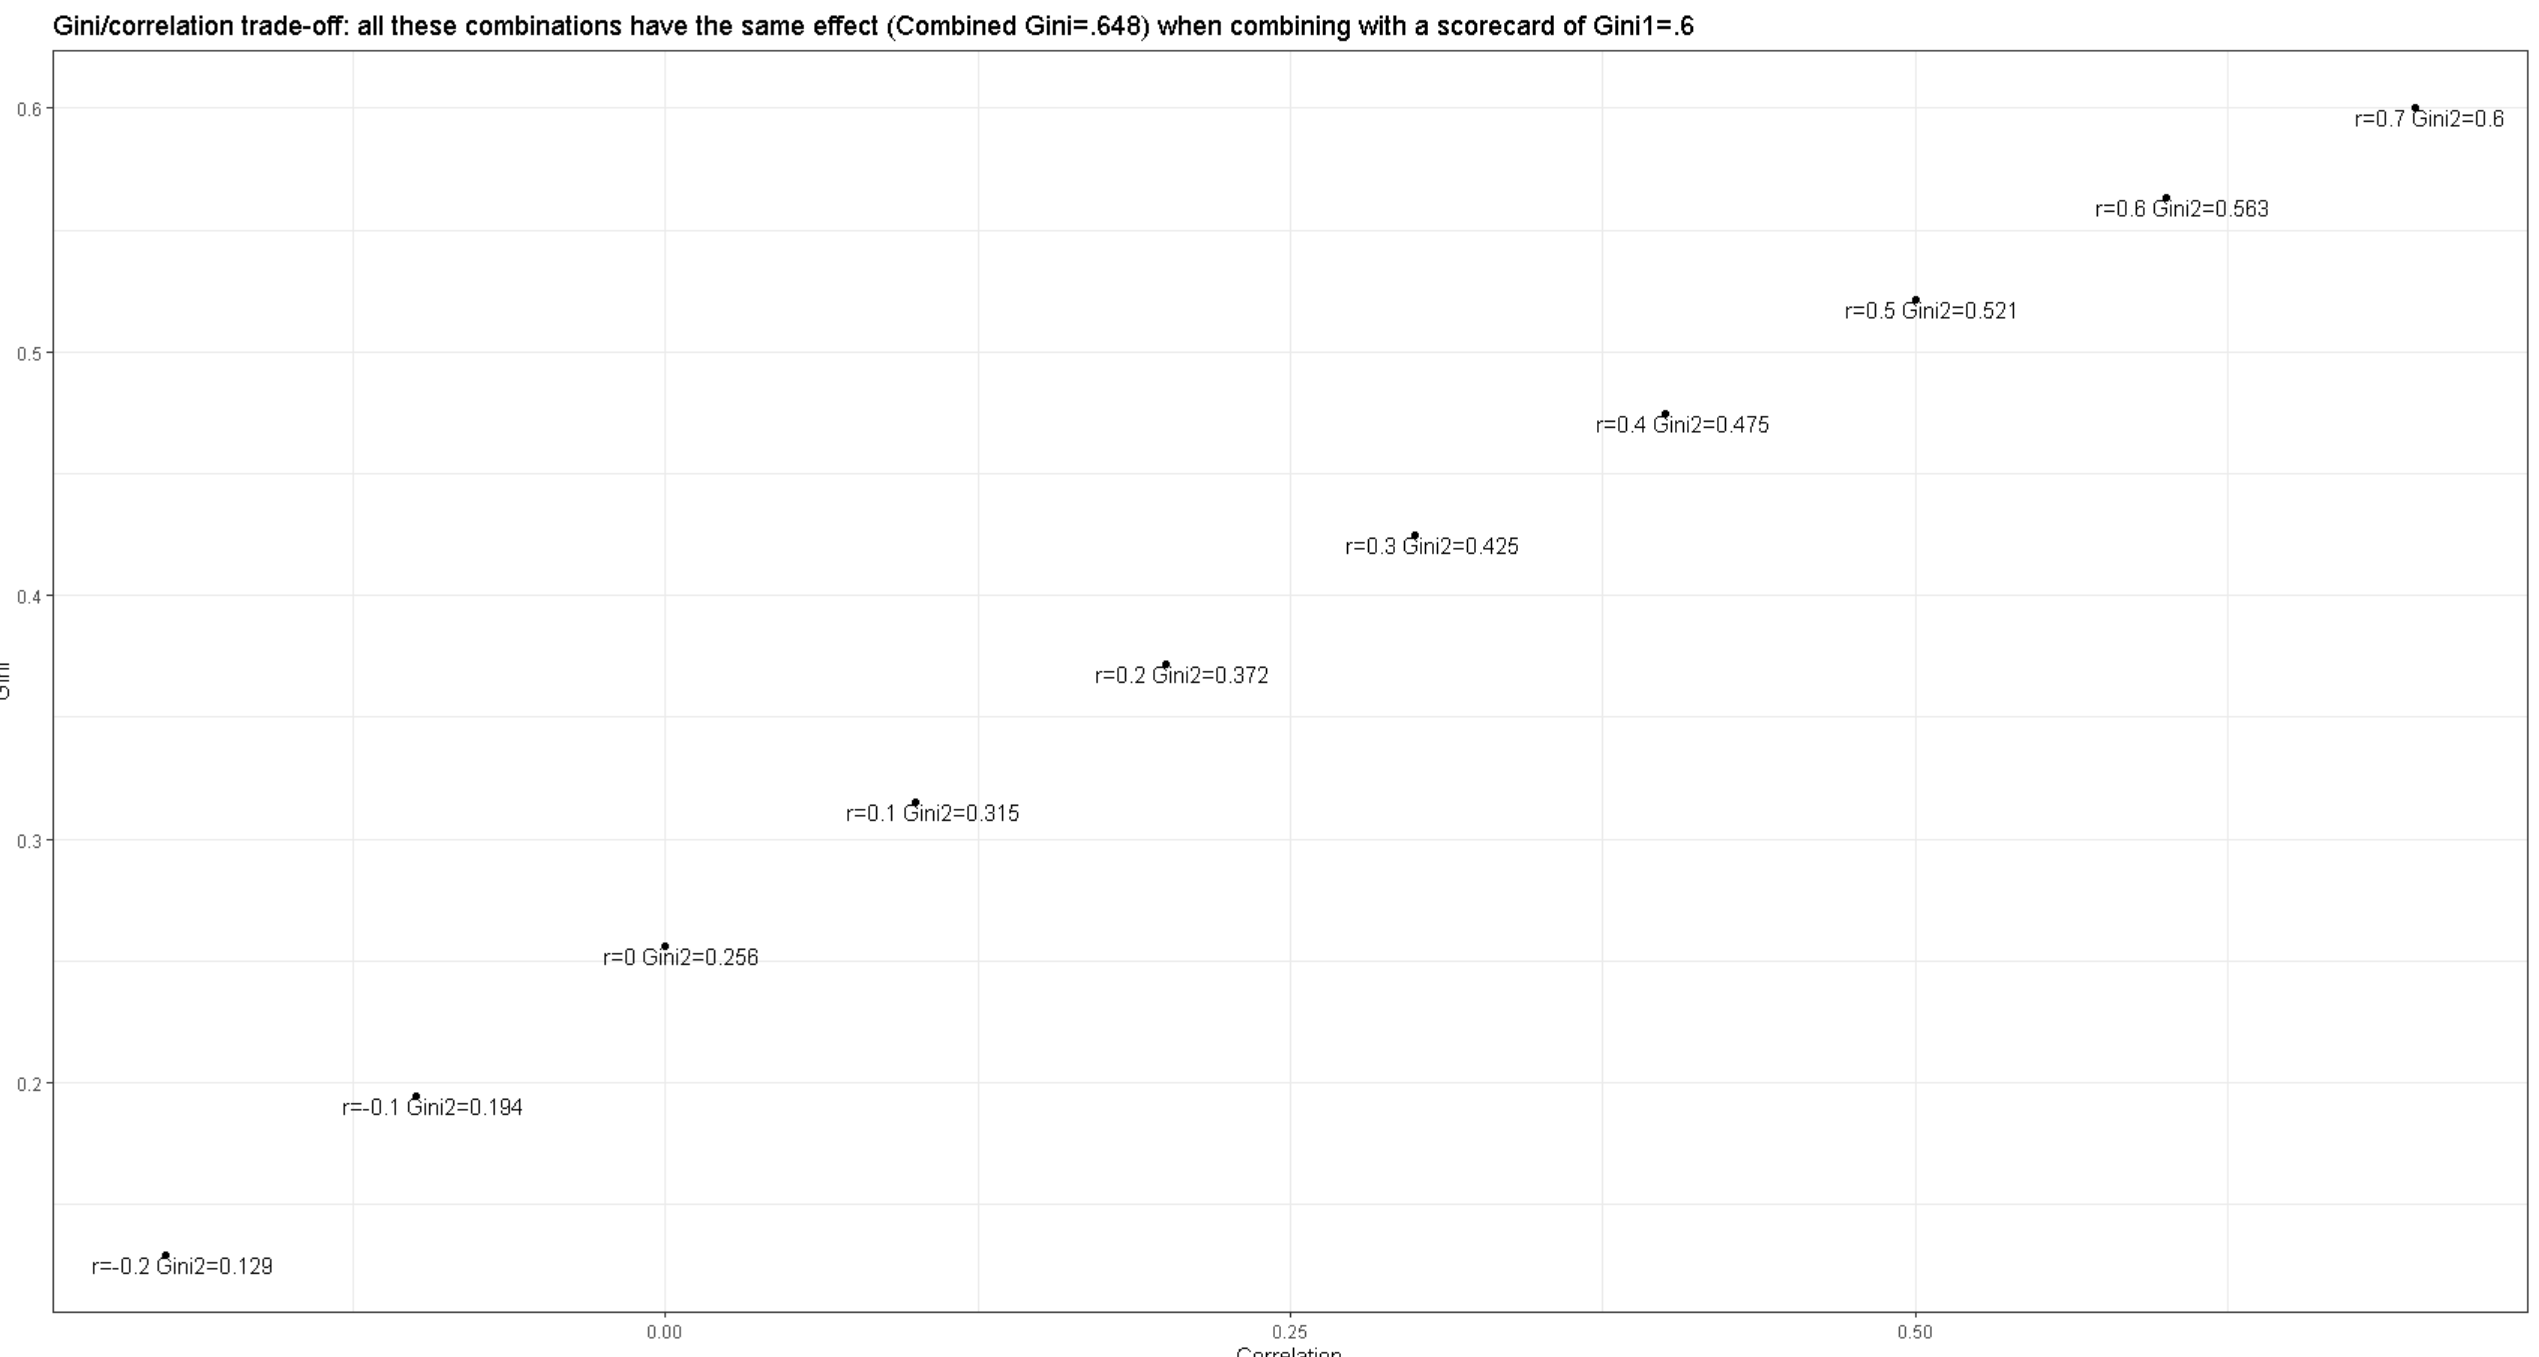 Gini/correlation trade-off: all these combinations have the same effect (Combined Gini=.648) when combining with a scorecard of Gini1=.6
0.6
r=0.7 Gini2=0.6
r=0.6 Gini2=0.563
r=0.5 Gini2=0.521
0.5
r=0.4 Gini2=0.475
r=0.3 Gini2=0.425
0.4
r=0.2 Gini2=0.372
Gini
r=0.1 Gini2=0.315
0.3
r=0 Gini2=0.256
r=-0.1 Gini2=0.194
0.2
r=-0.2 Gini2=0.129
0.00
0.25
0.50
Correlation